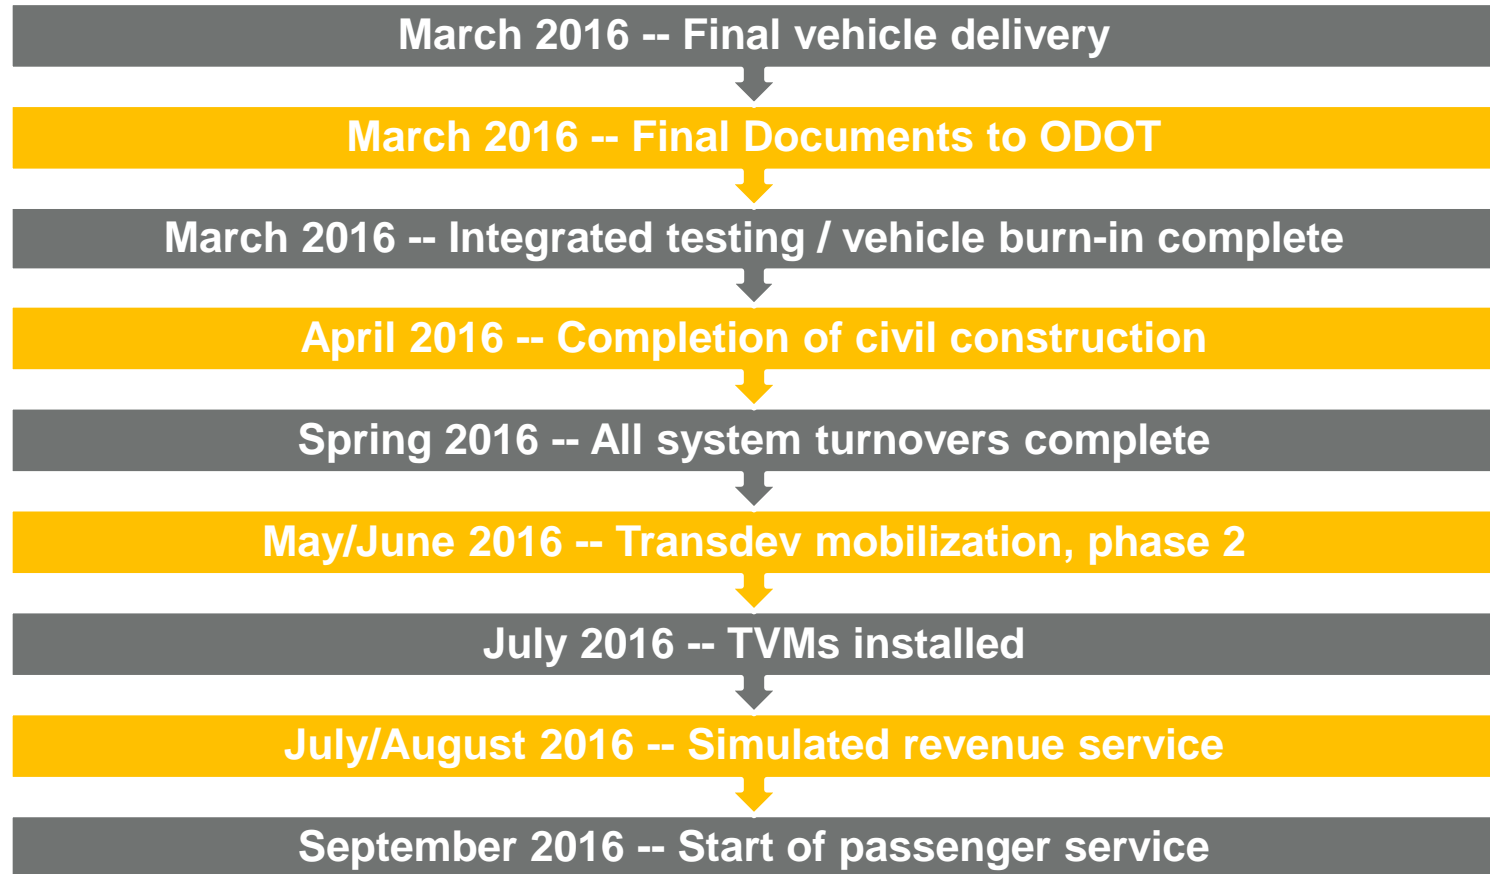 March 2016 -- Final vehicle delivery
March 2016 -- Final Documents to ODOT
March 2016 -- Integrated testing / vehicle burn-in complete
April 2016 -- Completion of civil construction
Spring 2016 -- All system turnovers complete
May/June 2016 -- Transdev mobilization, phase 2
July 2016 -- TVMs installed
July/August 2016 -- Simulated revenue service
September 2016 -- Start of passenger service